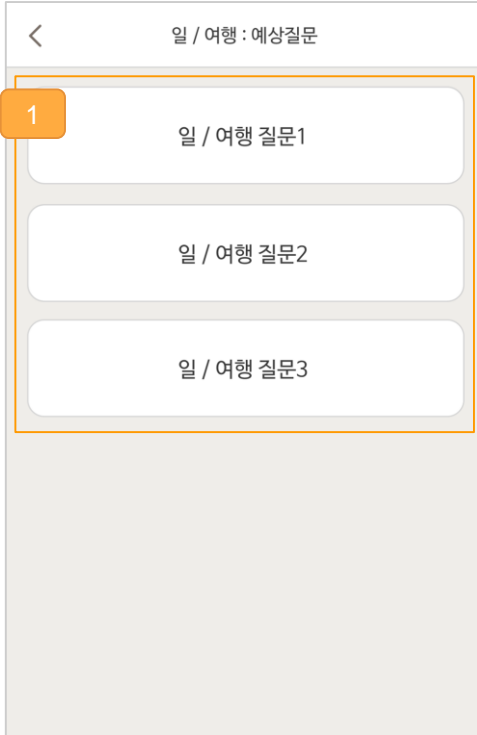 일 / 여행 : 예상질문
1
일 / 여행 질문1
일 / 여행 질문2
일 / 여행 질문3